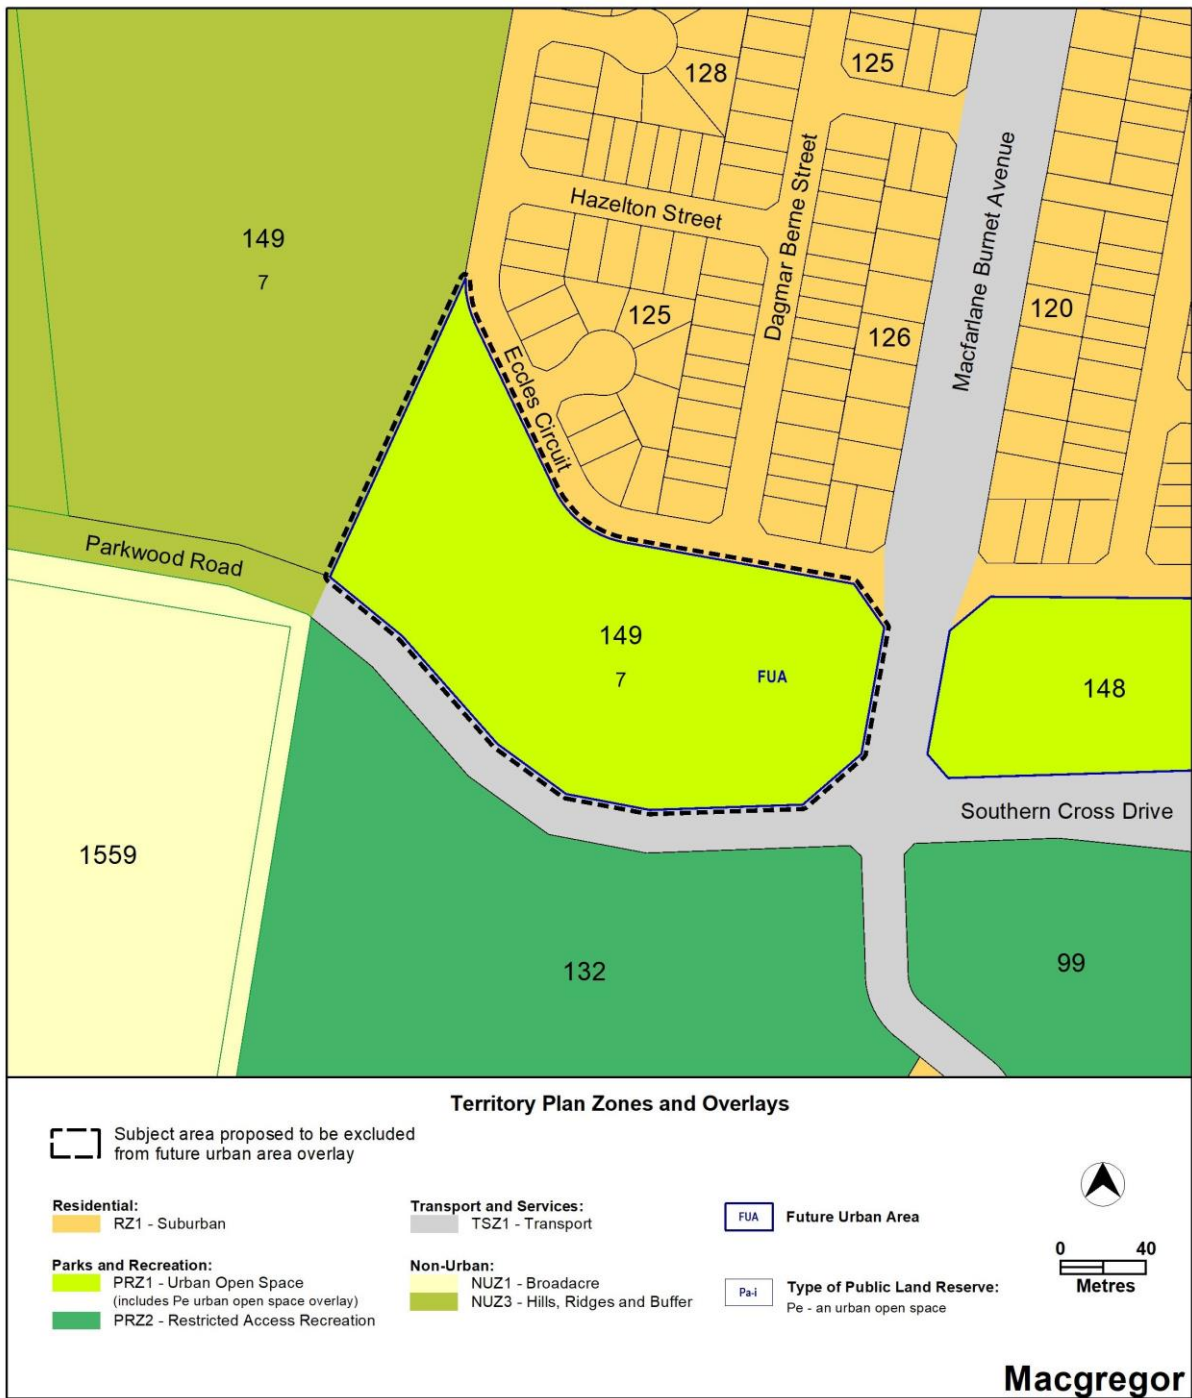 128
125
Hazelton Street
Dagmar Berne Street
Macfarlane Burnet Avenue
149
7
125
126
120
Eccles Circuit
Parkwood Road
149
7
FUA
148
Southern Cross Drive
1559
132
99
Territory Plan Zones and Overlays
Subject area proposed to be excluded
from future urban area overlay
Residential:
RZ1 - Suburban
Parks and Recreation:
PRZ1 - Urban Open Space
(includes Pe urban open space overlay)
PRZ2 - Restricted Access Recreation
Transport and Services:
TSZ1 - Transport
Non-Urban:
NUZ1 - Broadacre
NUZ3 - Hills, Ridges and Buffer
FUA Future Urban Area
Pa-i Type of Public Land Reserve:
Pe - an urban open space
0 40
Metres
Macgregor